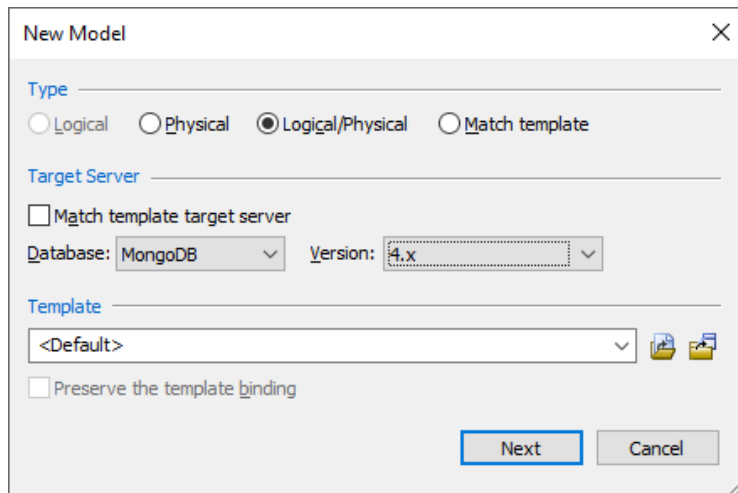 New Model
Type
Logical Physical Logical/Physical Match template
Target Server
Match template target server
Database: MongoDB Version: 4.x
Template
<Default>
Preserve the template binding
Next Cancel